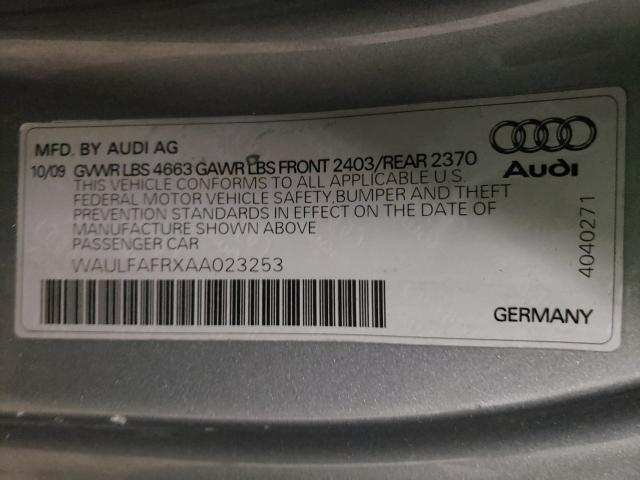 MFD. BY AUDI AG
10/09 GVWR LBS 4663 GAWR LBS FRONT 2403/REAR 2370
THIS VEHICLE CONFORMS TO ALL APPLICABLE U.S.
FEDERAL MOTOR VEHICLE SAFETY,BUMPER AND THEFT
PREVENTION STANDARDS IN EFFECT ON THE DATE OF
MANUFACTURE SHOWN ABOVE
PASSENGER CAR
WAULFAFRXAA023253
Audi
4040271
GERMANY